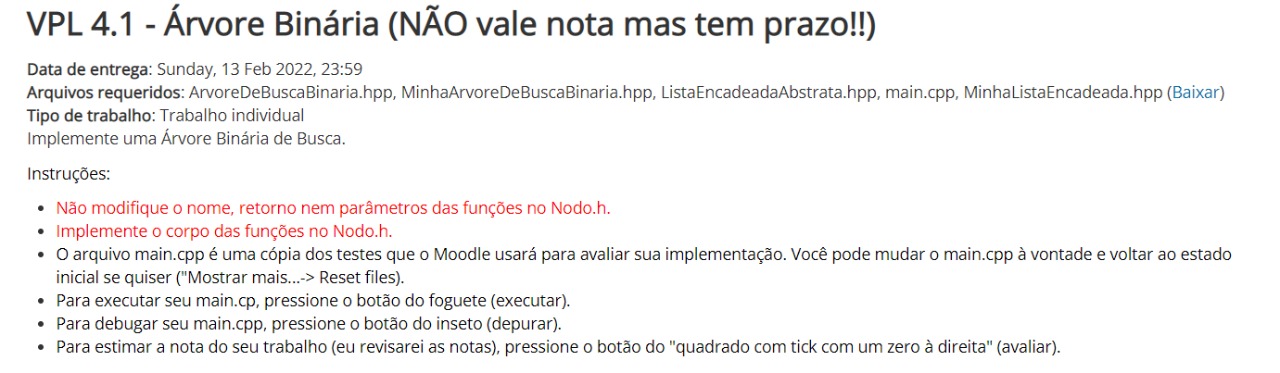 VPL 4.1 - Árvore Binária (NÃO vale nota mas tem prazo!!)
Data de entrega: Sunday, 13 Feb 2022, 23:59
Arquivos requeridos: ArvoreDeBuscaBinaria.hpp, MinhaArvoreDeBuscaBinaria.hpp, ListaEncadeadaAbstrata.hpp, main.cpp, MinhaListaEncadeada.hpp (Baixar)
Tipo de trabalho: Trabalho individual
Implemente uma Árvore Binária de Busca.
Instruções:
• Não modifique o nome, retorno nem parâmetros das funções no Nodo.h.
• Implemente o corpo das funções no Nodo.h.
• O arquivo main.cpp é uma cópia dos testes que o Moodle usará para avaliar sua implementação. Você pode mudar o main.cpp à vontade e voltar ao estado
inicial se quiser ("Mostrar mais...-> Reset files).
• Para executar seu main.cp, pressione o botão do foguete (executar).
• Para debugar seu main.cpp, pressione o botão do inseto (depurar).
• Para estimar a nota do seu trabalho (eu revisarei as notas), pressione o botão do "quadrado com tick com um zero à direita" (avaliar).